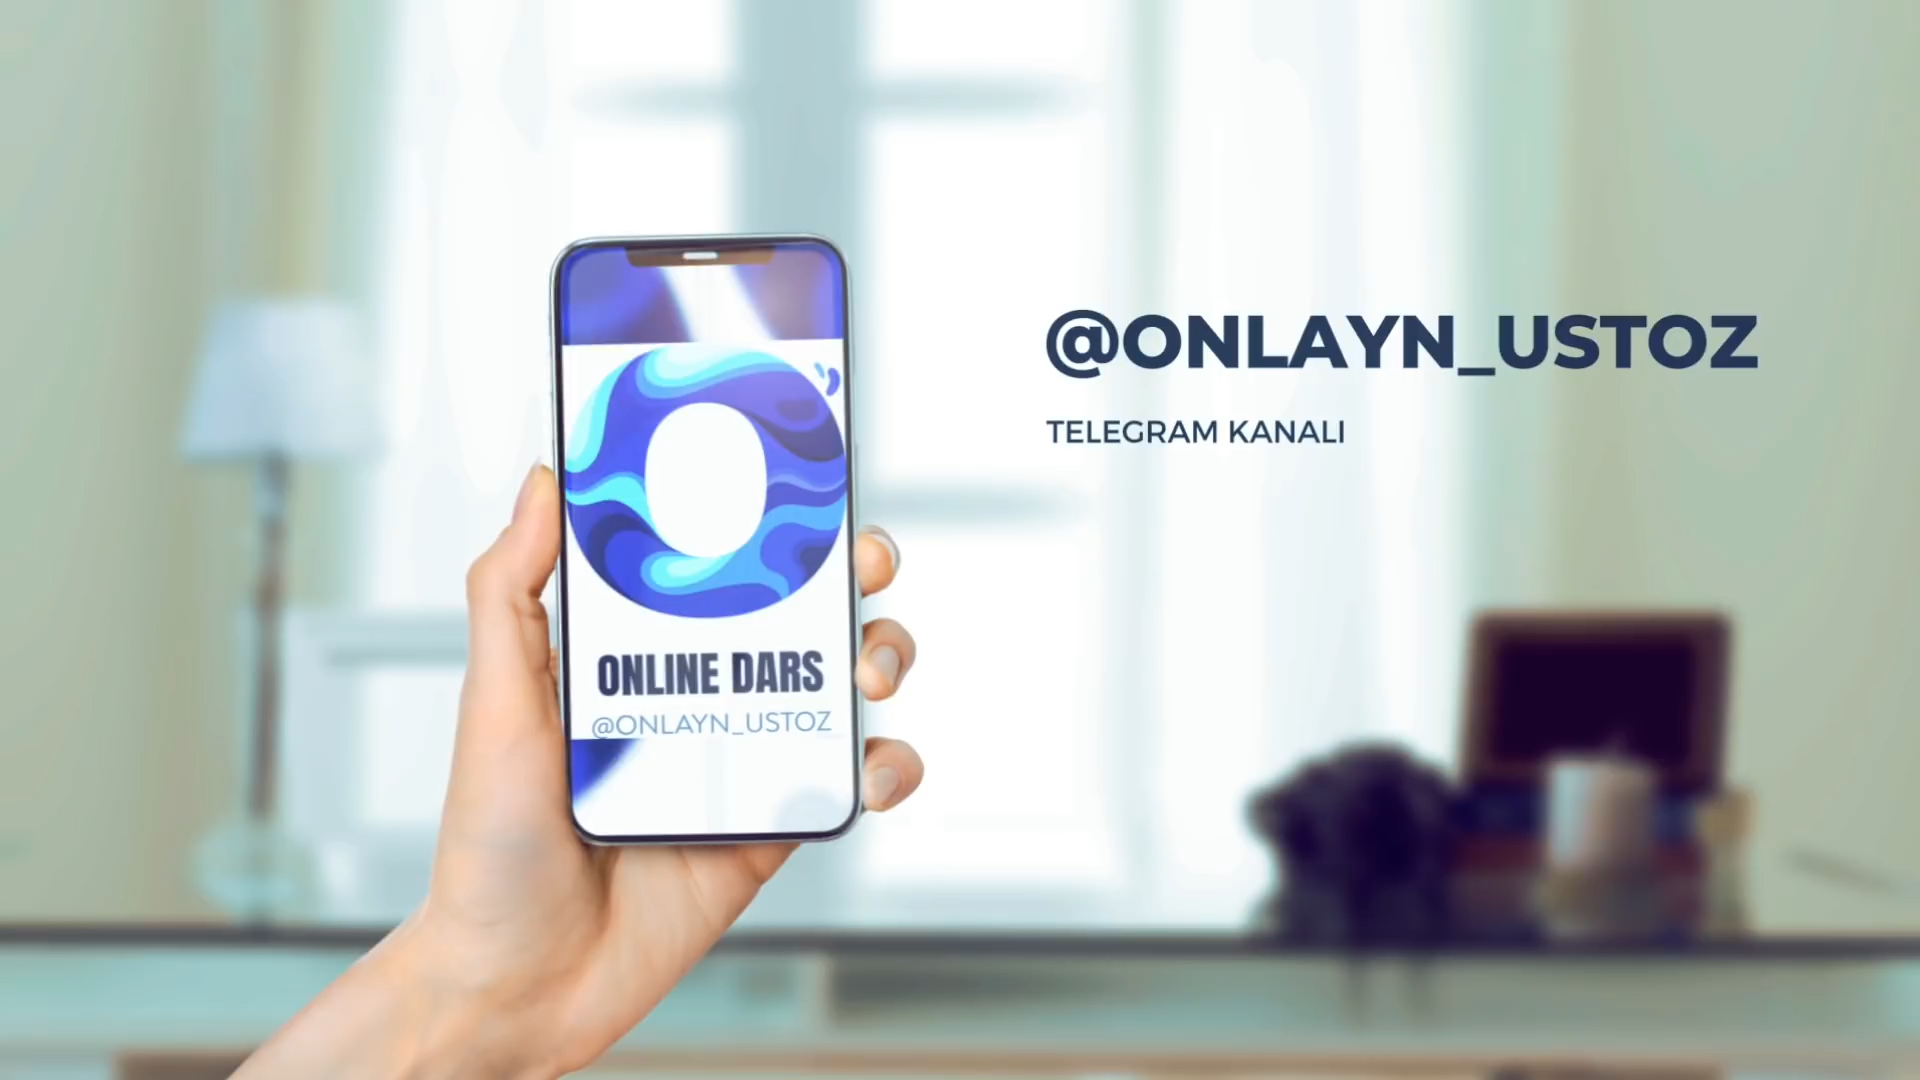 @ONLAYN_USTOZ
TELEGRAM KANALI
O
ONLINE DARS
@ONLAYN_USTOZ